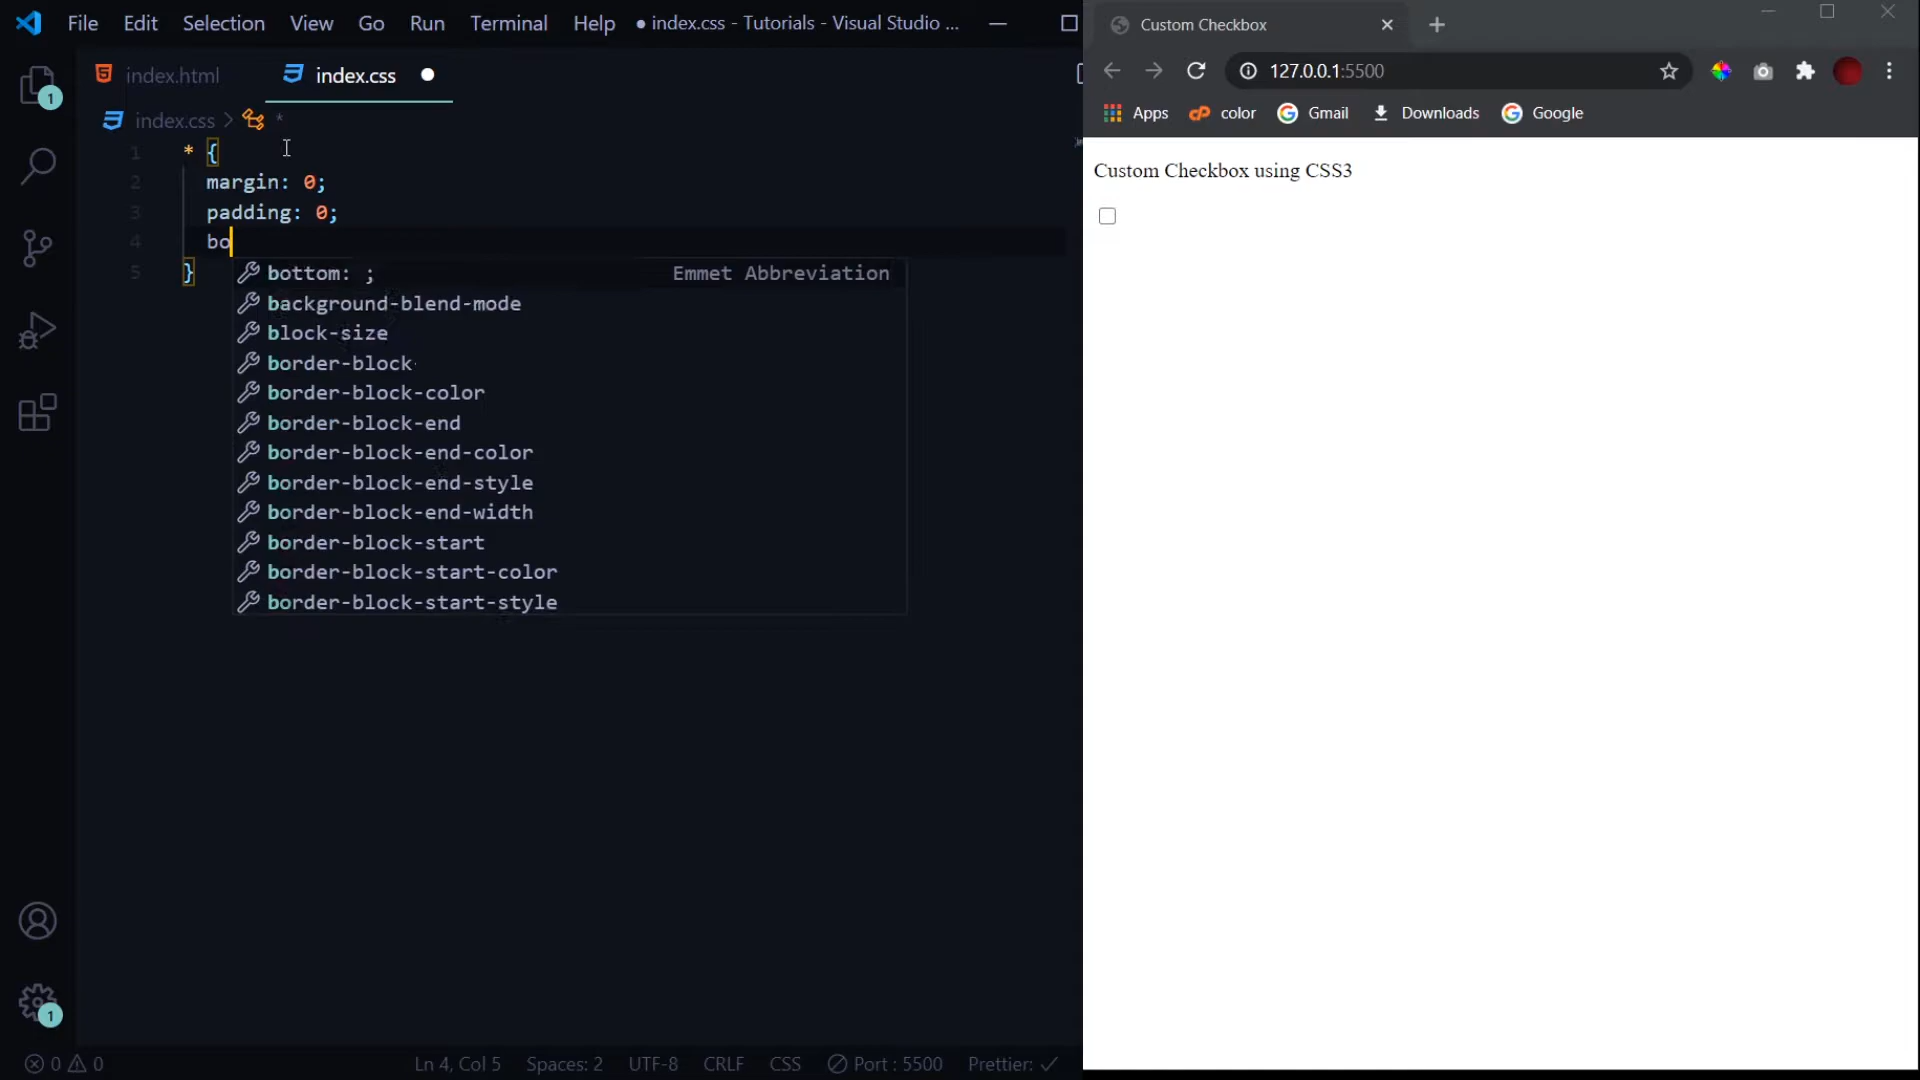 File Edit Selection View Go Run Terminal Help ● index.css - Tutorials - Visual Studio ...
index.html index.css
index.css > *
1 * {
2 margin: 0;
3 padding: 0;
4 bo
5 }
bottom: ; Emmet Abbreviation
background-blend-mode
block-size
border-block
border-block-color
border-block-end
border-block-end-color
border-block-end-style
border-block-end-width
border-block-start
border-block-start-color
border-block-start-style
1
1
0 0 Ln 4, Col 5 Spaces: 2 UTF-8 CRLF CSS Port : 5500 Prettier: ✓
Custom Checkbox
127.0.0.1:5500
Apps color Gmail Downloads Google
Custom Checkbox using CSS3